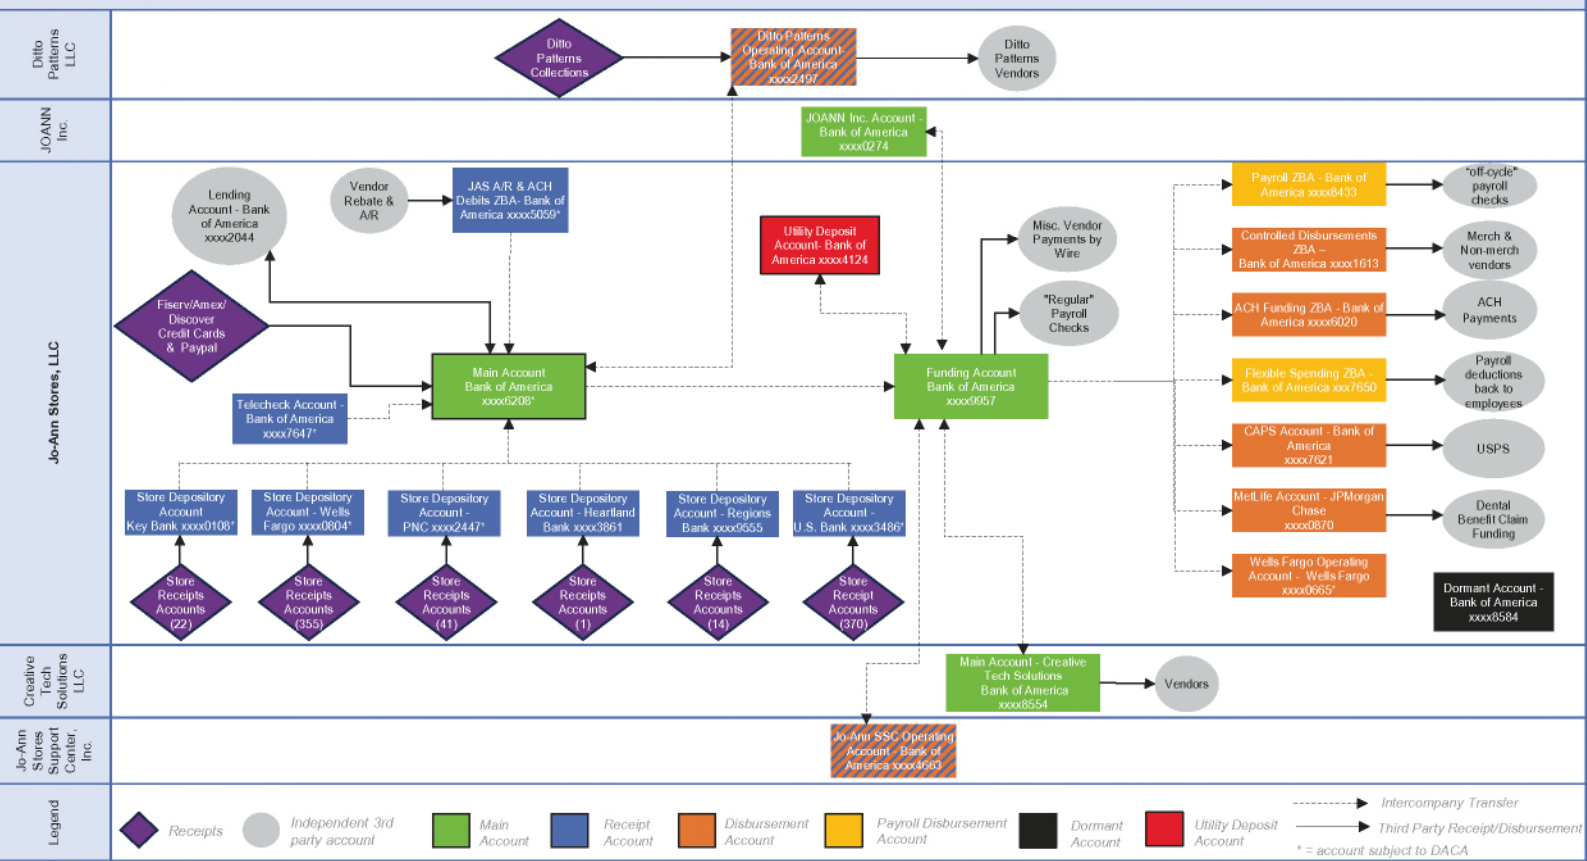 Ditto
Patterns
LLC
Ditto
Patterns
Collections
Ditto Patterns
Operating Account-
Bank of America
xxxx2497
Ditto
Patterns
Vendors
JOANN
Inc.
JOANN Inc. Account -
Bank of America
xxxx0274
Jo-Ann Stores, LLC
Lending
Account - Bank
of America
xxxx2044
Vendor
Rebate &
A/R
JAS A/R & ACH
Debits ZBA- Bank of
America xxxx5059*
Utility Deposit
Account- Bank of
America xxxx4124
Misc. Vendor
Payments by
Wire
"Regular"
Payroll
Checks
Payroll ZBA - Bank of
America xxxx8433
"off-cycle"
payroll
checks
Controlled Disbursements
ZBA –
Bank of America xxxx1613
Merch &
Non-merch
vendors
ACH Funding ZBA - Bank of
America xxxx6020
ACH
Payments
Fiserv/Amex/
Discover
Credit Cards
& Paypal
Main Account
Bank of America
xxxx6208*
Funding Account
Bank of America
xxxx9957
Flexible Spending ZBA -
Bank of America xxx7650
Payroll
deductions
back to
employees
Telecheck Account -
Bank of America
xxxx7647*
CAPS Account - Bank of
America
xxxx7621
USPS
MetLife Account - JPMorgan
Chase
xxxx0870
Dental
Benefit Claim
Funding
Wells Fargo Operating
Account - Wells Fargo
xxxx0665*
Dormant Account -
Bank of America
xxxx8584
Store Depository
Account
Key Bank xxxx0108*
Store Depository
Account - Wells
Fargo xxxx0804*
Store Depository
Account -
PNC xxxx2447*
Store Depository
Account - Heartland
Bank xxxx3861
Store Depository
Account - Regions
Bank xxxx9555
Store Depository
Account -
U.S. Bank xxxx3486*
Store
Receipts
Accounts
(22)
Store
Receipts
Accounts
(355)
Store
Receipts
Accounts
(41)
Store
Receipts
Accounts
(1)
Store
Receipts
Accounts
(14)
Store
Receipt
Accounts
(370)
Creative
Tech
Solutions
LLC
Main Account - Creative
Tech Solutions
Bank of America
xxxx8554
Vendors
Jo-Ann
Stores
Support
Center,
Inc.
Jo-Ann SSC Operating
Account - Bank of
America xxxx4663
Legend
Receipts
Independent 3rd
party account
Main
Account
Receipt
Account
Disbursement
Account
Payroll Disbursement
Account
Dormant
Account
Utility Deposit
Account
Intercompany Transfer
Third Party Receipt/Disbursement
* = account subject to DACA